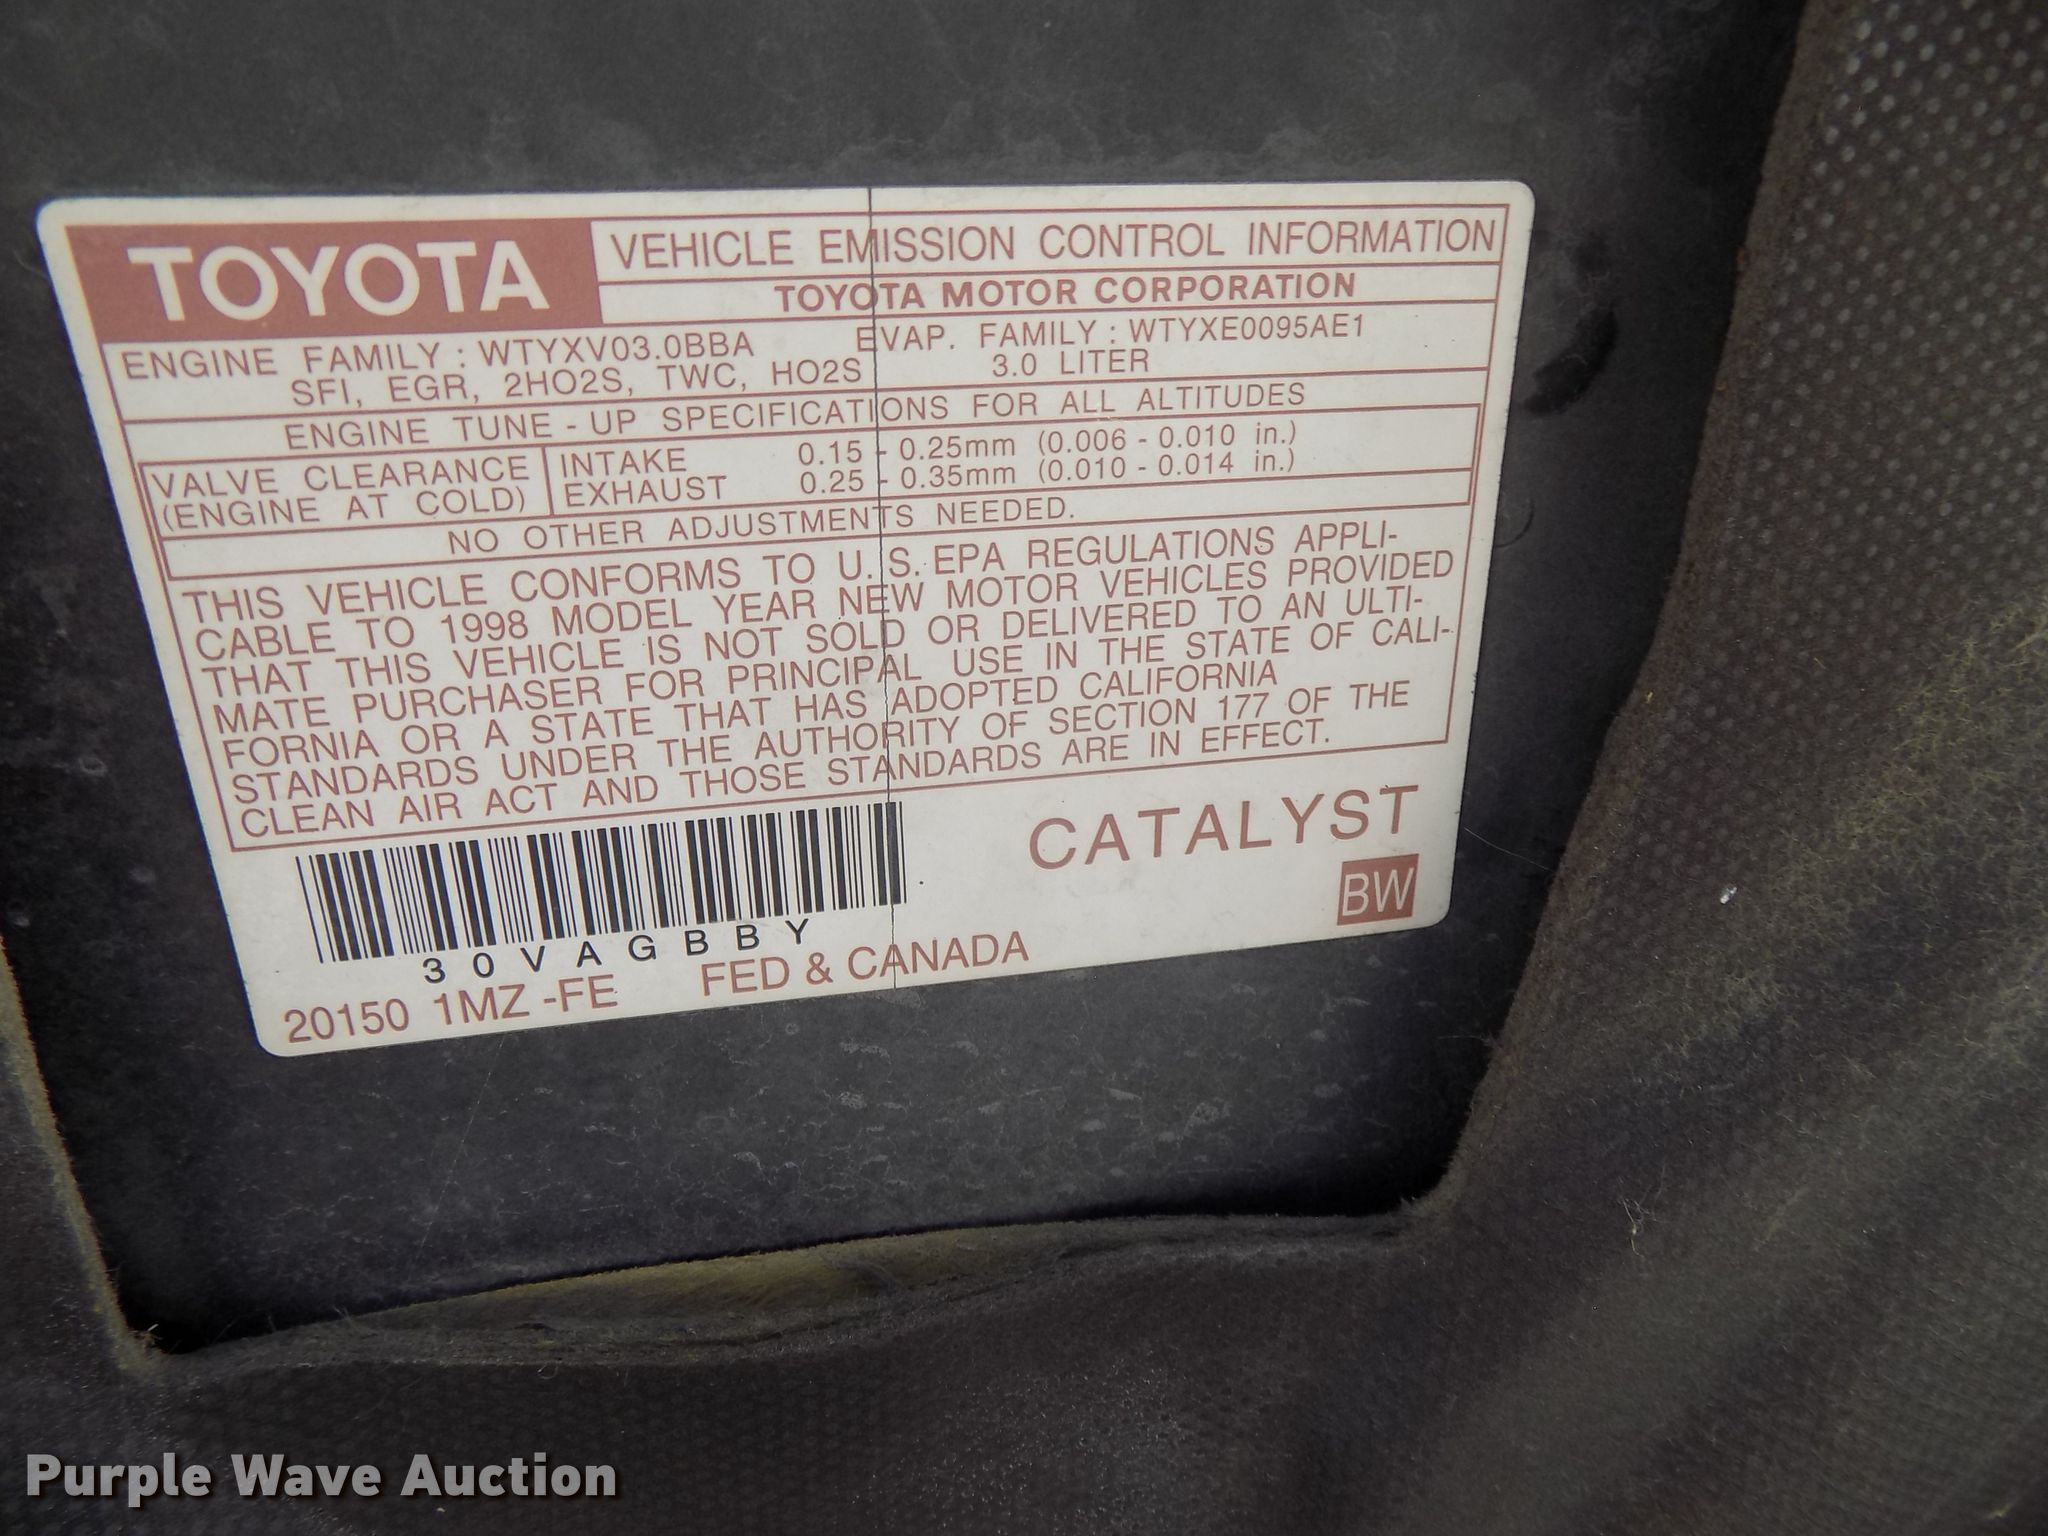 TOYOTA
VEHICLE EMISSION CONTROL INFORMATION
TOYOTA MOTOR CORPORATION
ENGINE FAMILY : WTYXV03.0BBA EVAP. FAMILY : WTYXE0095AE1
SFI, EGR, 2HO2S, TWC, HO2S 3.0 LITER
ENGINE TUNE - UP SPECIFICATIONS FOR ALL ALTITUDES
VALVE CLEARANCE INTAKE 0.15 - 0.25mm (0.006 - 0.010 in.)
(ENGINE AT COLD) EXHAUST 0.25 - 0.35mm (0.010 - 0.014 in.)
NO OTHER ADJUSTMENTS NEEDED.
THIS VEHICLE CONFORMS TO U.S. EPA REGULATIONS APPLI-
CABLE TO 1998 MODEL YEAR NEW MOTOR VEHICLES PROVIDED
THAT THIS VEHICLE IS NOT SOLD OR DELIVERED TO AN ULTI-
MATE PURCHASER FOR PRINCIPAL USE IN THE STATE OF CALI-
FORNIA OR A STATE THAT HAS ADOPTED CALIFORNIA
STANDARDS UNDER THE AUTHORITY OF SECTION 177 OF THE
CLEAN AIR ACT AND THOSE STANDARDS ARE IN EFFECT.
CATALYST
BW
30VAGBBY
20150 1MZ -FE FED & CANADA
Purple Wave Auction